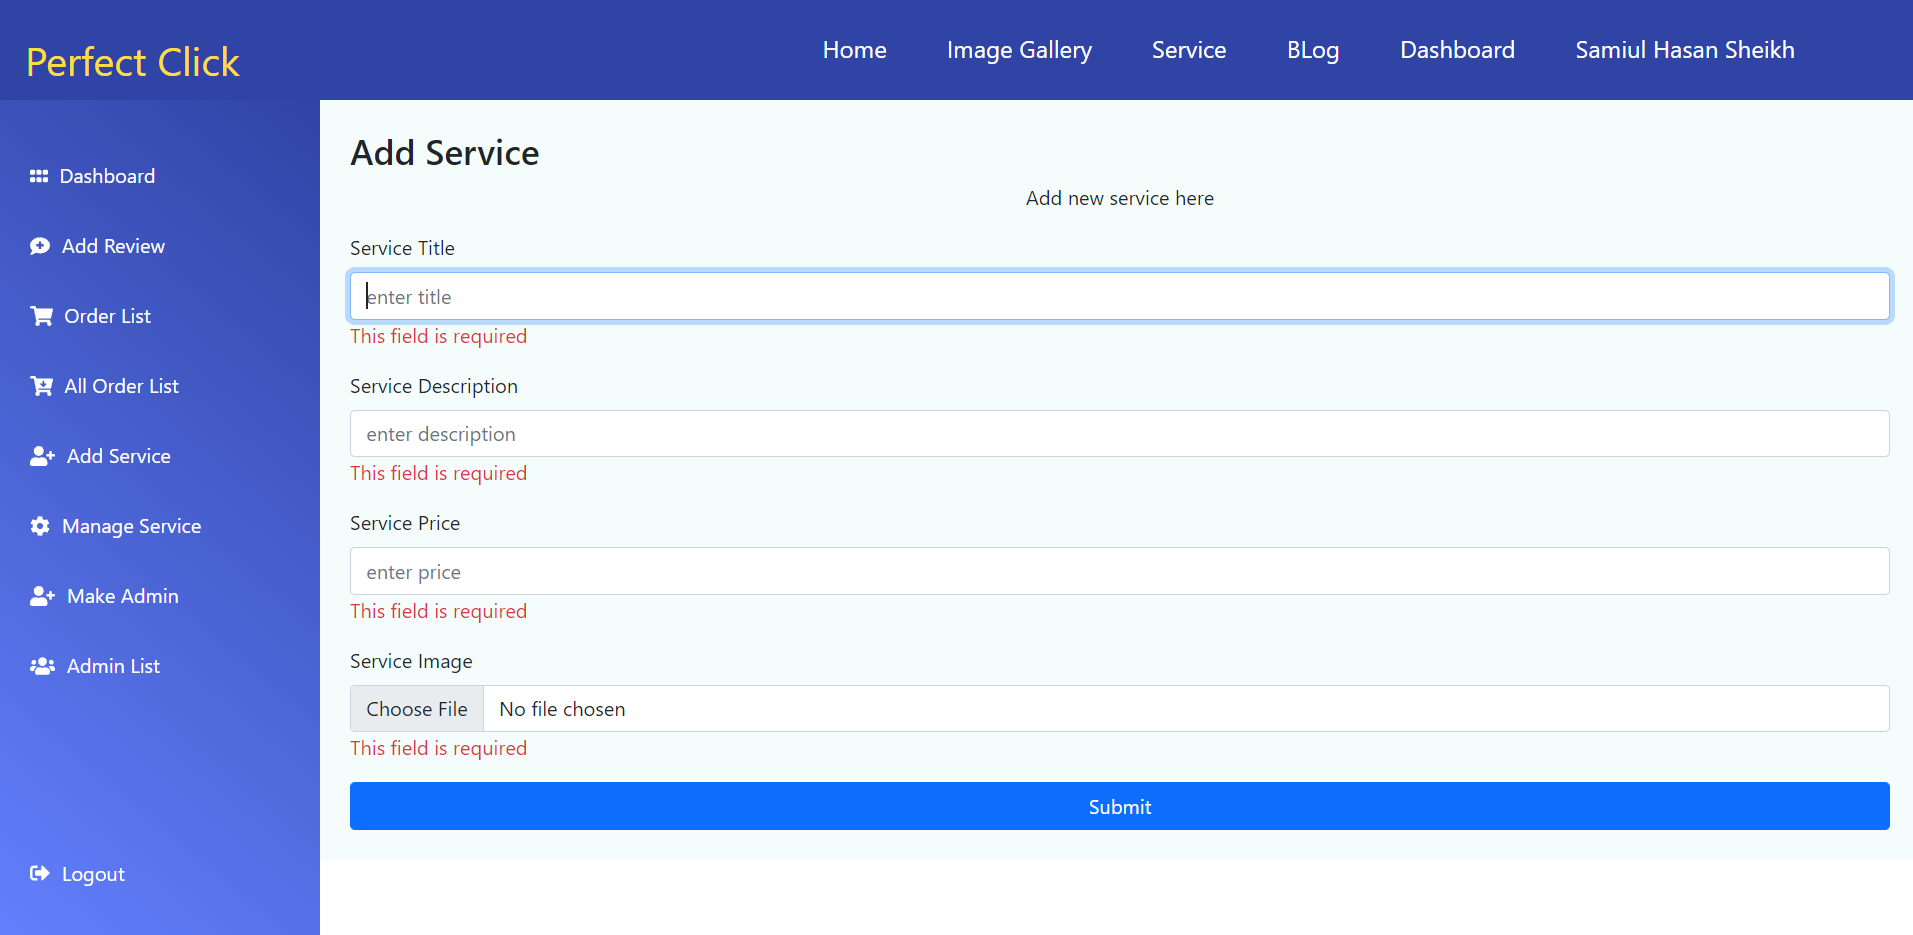 Perfect Click
Home
Image Gallery
Service
BLog
Dashboard
Samiul Hasan Sheikh
Dashboard
Add Review
Order List
All Order List
Add Service
Manage Service
Make Admin
Admin List
Logout
Add Service
Add new service here
Service Title
enter title
This field is required
Service Description
enter description
This field is required
Service Price
enter price
This field is required
Service Image
Choose File No file chosen
This field is required
Submit